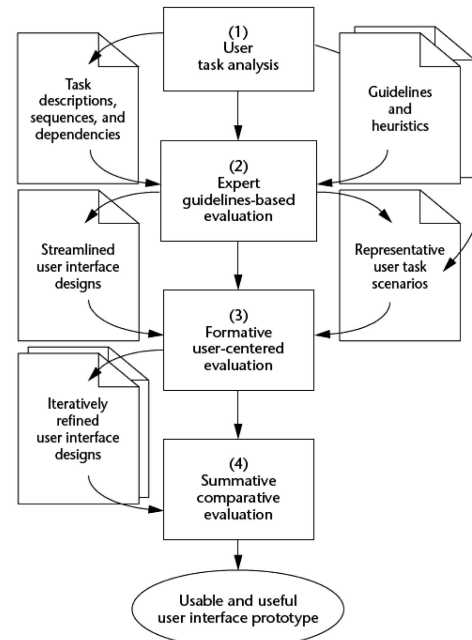 (1)
User
task analysis
Task
descriptions,
sequences, and
dependencies
Guidelines
and
heuristics
(2)
Expert
guidelines-based
evaluation
Streamlined
user interface
designs
Representative
user task
scenarios
(3)
Formative
user-centered
evaluation
Iteratively
refined
user interface
designs
(4)
Summative
comparative
evaluation
Usable and useful
user interface prototype